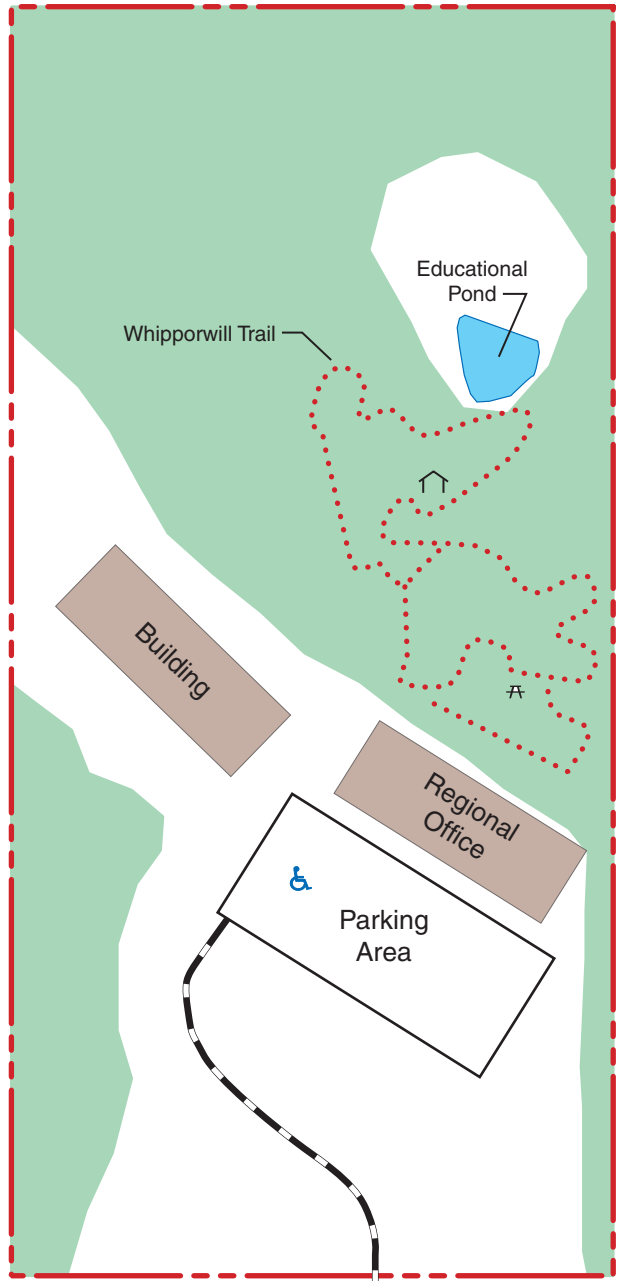 Educational
Pond
Whipporwill Trail
Building
Regional
Office
Parking
Area